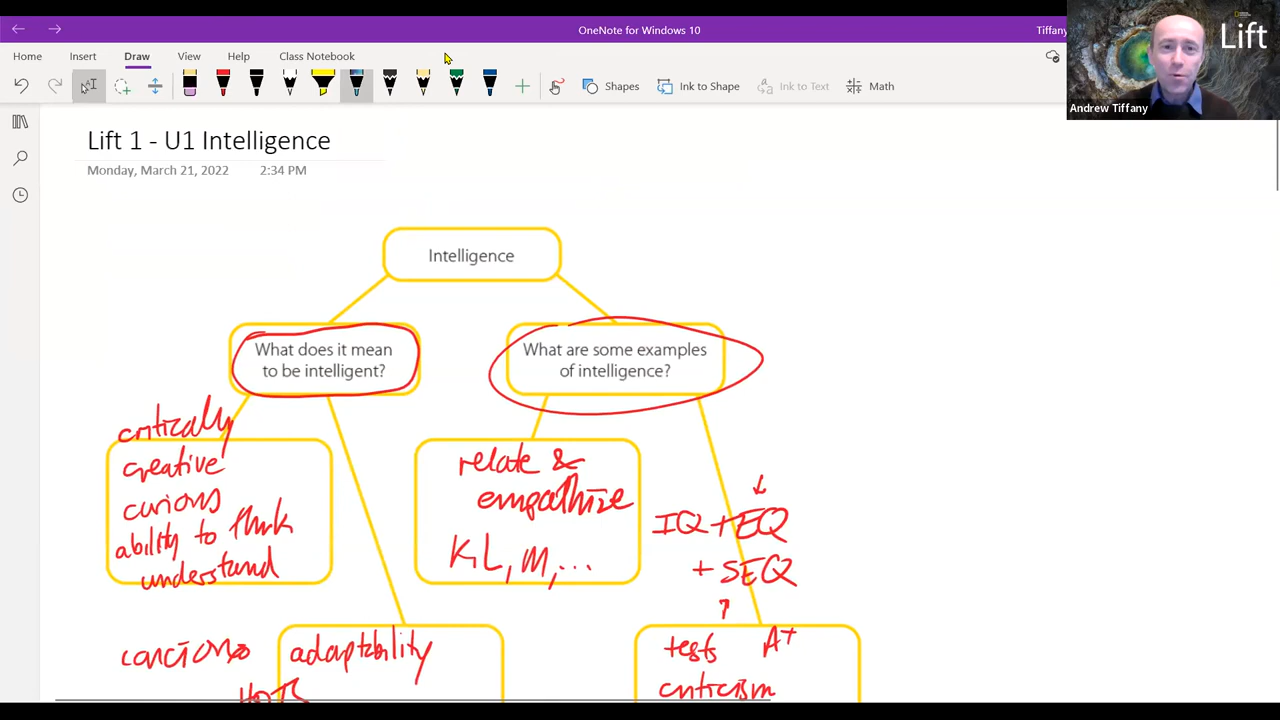 OneNote for Windows 10
Tiffany
Lift
Home Insert Draw View Help Class Notebook
Andrew Tiffany
Shapes Ink to Shape Ink to Text Math
Lift 1 - U1 Intelligence
Monday, March 21, 2022 2:34 PM
Intelligence
What does it mean
to be intelligent?
What are some examples
of intelligence?
critically
creative
curious
ability to think
understand
relate &
empathize
K, L, M, ...
IQ + EQ
+ SEQ
adaptability
tests A+
criticism